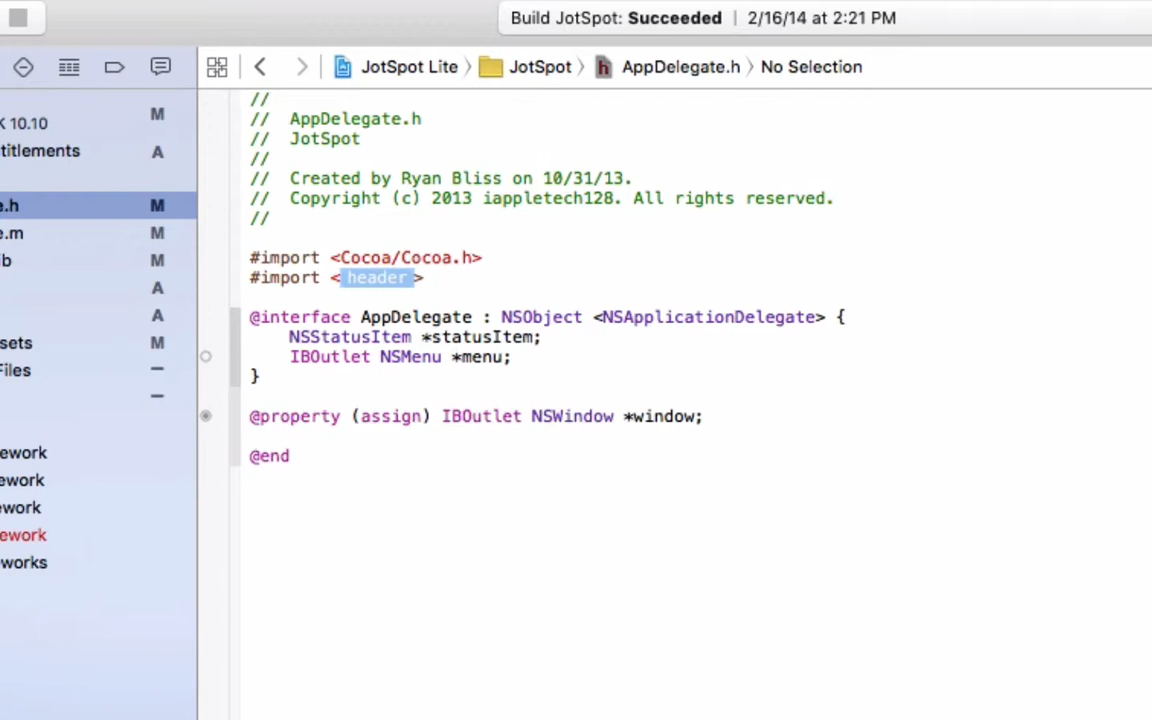 Build JotSpot: Succeeded | 2/16/14 at 2:21 PM
JotSpot Lite JotSpot AppDelegate.h No Selection
K 10.10 M
titlements A
e.h M
e.m M
ib M
A
A
sets M
Files –
–
ework
ework
ework
ework
eworks
//
// AppDelegate.h
// JotSpot
//
// Created by Ryan Bliss on 10/31/13.
// Copyright (c) 2013 iappletech128. All rights reserved.
//
#import <Cocoa/Cocoa.h>
#import <header>
@interface AppDelegate : NSObject <NSApplicationDelegate> {
NSStatusItem *statusItem;
IBOutlet NSMenu *menu;
}
@property (assign) IBOutlet NSWindow *window;
@end